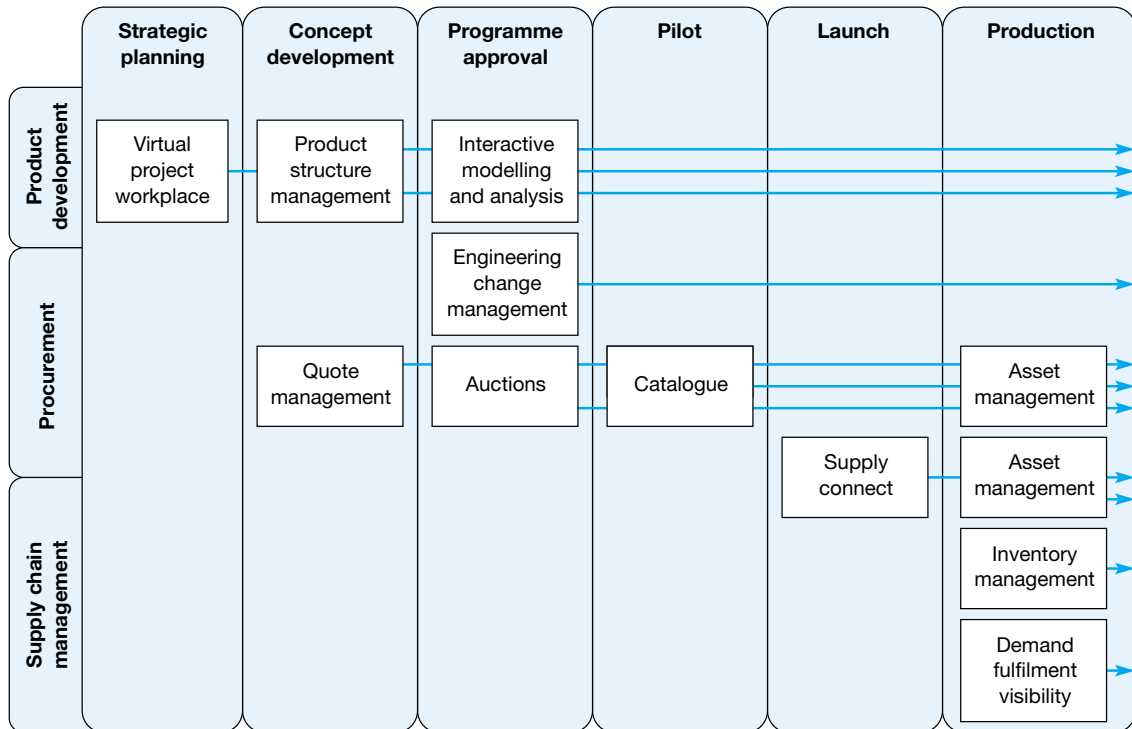 Strategic
planning
Concept
development
Programme
approval
Pilot
Launch
Production
Product
development
Virtual
project
workplace
Product
structure
management
Interactive
modelling
and analysis
Procurement
Engineering
change
management
Quote
management
Auctions
Catalogue
Asset
management
Supply chain
management
Supply
connect
Asset
management
Inventory
management
Demand
fulfilment
visibility